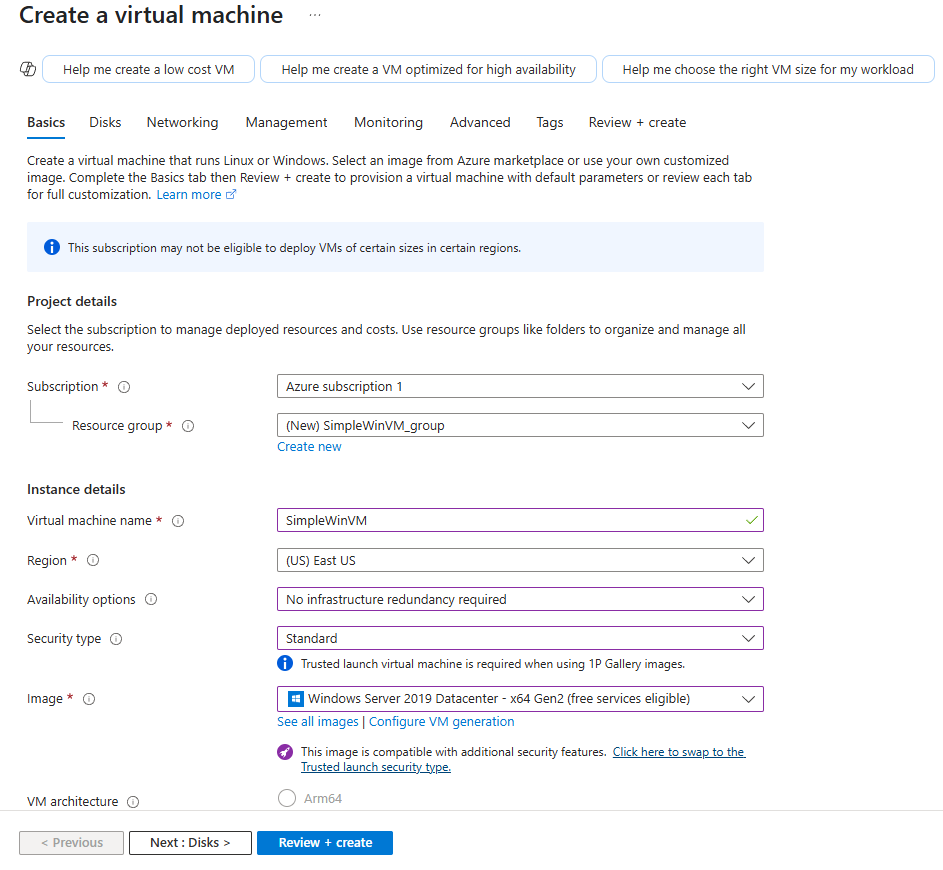 Create a virtual machine ...
Help me create a low cost VM
Help me create a VM optimized for high availability
Help me choose the right VM size for my workload
Basics Disks Networking Management Monitoring Advanced Tags Review + create
Create a virtual machine that runs Linux or Windows. Select an image from Azure marketplace or use your own customized
image. Complete the Basics tab then Review + create to provision a virtual machine with default parameters or review each tab
for full customization. Learn more
This subscription may not be eligible to deploy VMs of certain sizes in certain regions.
Project details
Select the subscription to manage deployed resources and costs. Use resource groups like folders to organize and manage all
your resources.
Subscription * Azure subscription 1
Resource group * (New) SimpleWinVM_group
Create new
Instance details
Virtual machine name * SimpleWinVM
Region * (US) East US
Availability options No infrastructure redundancy required
Security type Standard
Trusted launch virtual machine is required when using 1P Gallery images.
Image * Windows Server 2019 Datacenter - x64 Gen2 (free services eligible)
See all images | Configure VM generation
This image is compatible with additional security features. Click here to swap to the
Trusted launch security type.
VM architecture Arm64
< Previous Next : Disks > Review + create